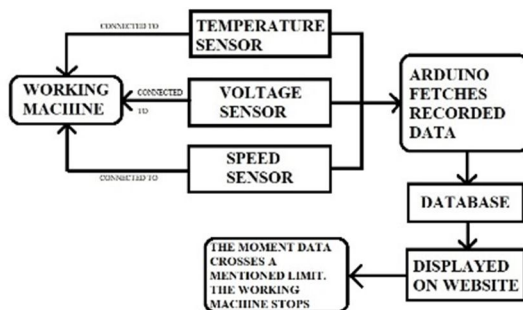 CONNECTED TO
TEMPERATURE
SENSOR
WORKING
MACHINE
CONNECTED
TO
VOLTAGE
SENSOR
ARDUINO
FETCHES
RECORDED
DATA
CONNECTED TO
SPEED
SENSOR
DATABASE
DISPLAYED
ON WEBSITE
THE MOMENT DATA
CROSSES A
MENTIONED LIMIT.
THE WORKING
MACHINE STOPS